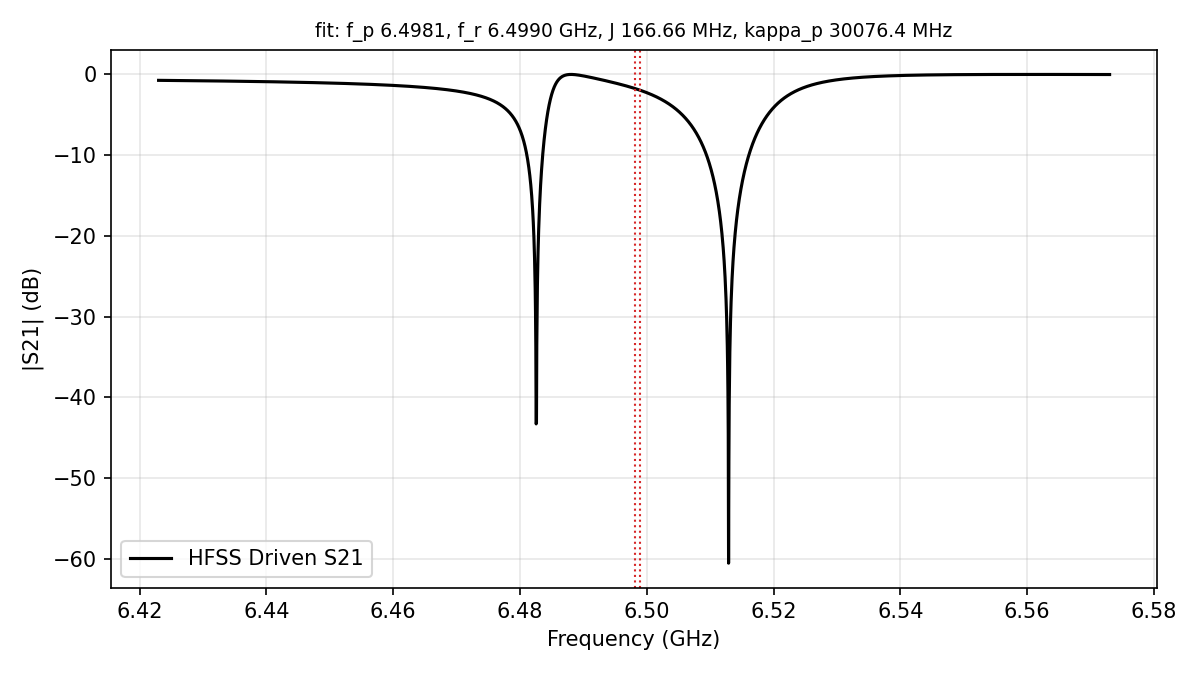 fit: f_p 6.4981, f_r 6.4990 GHz, J 166.66 MHz, kappa_p 30076.4 MHz
|S21| (dB)
0
−10
−20
−30
−40
−50
−60
HFSS Driven S21
6.42 6.44 6.46 6.48 6.50 6.52 6.54 6.56 6.58
Frequency (GHz)